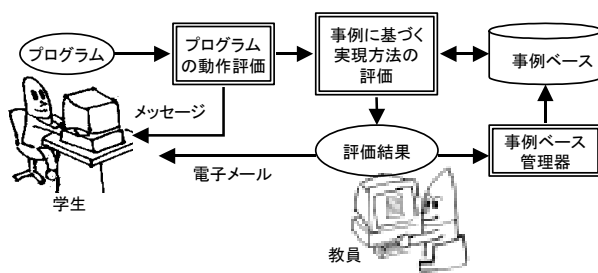 プログラム
プログラム
の動作評価
事例に基づく
実現方法の
評価
事例ベース
メッセージ
評価結果
事例ベース
管理器
電子メール
学生
教員